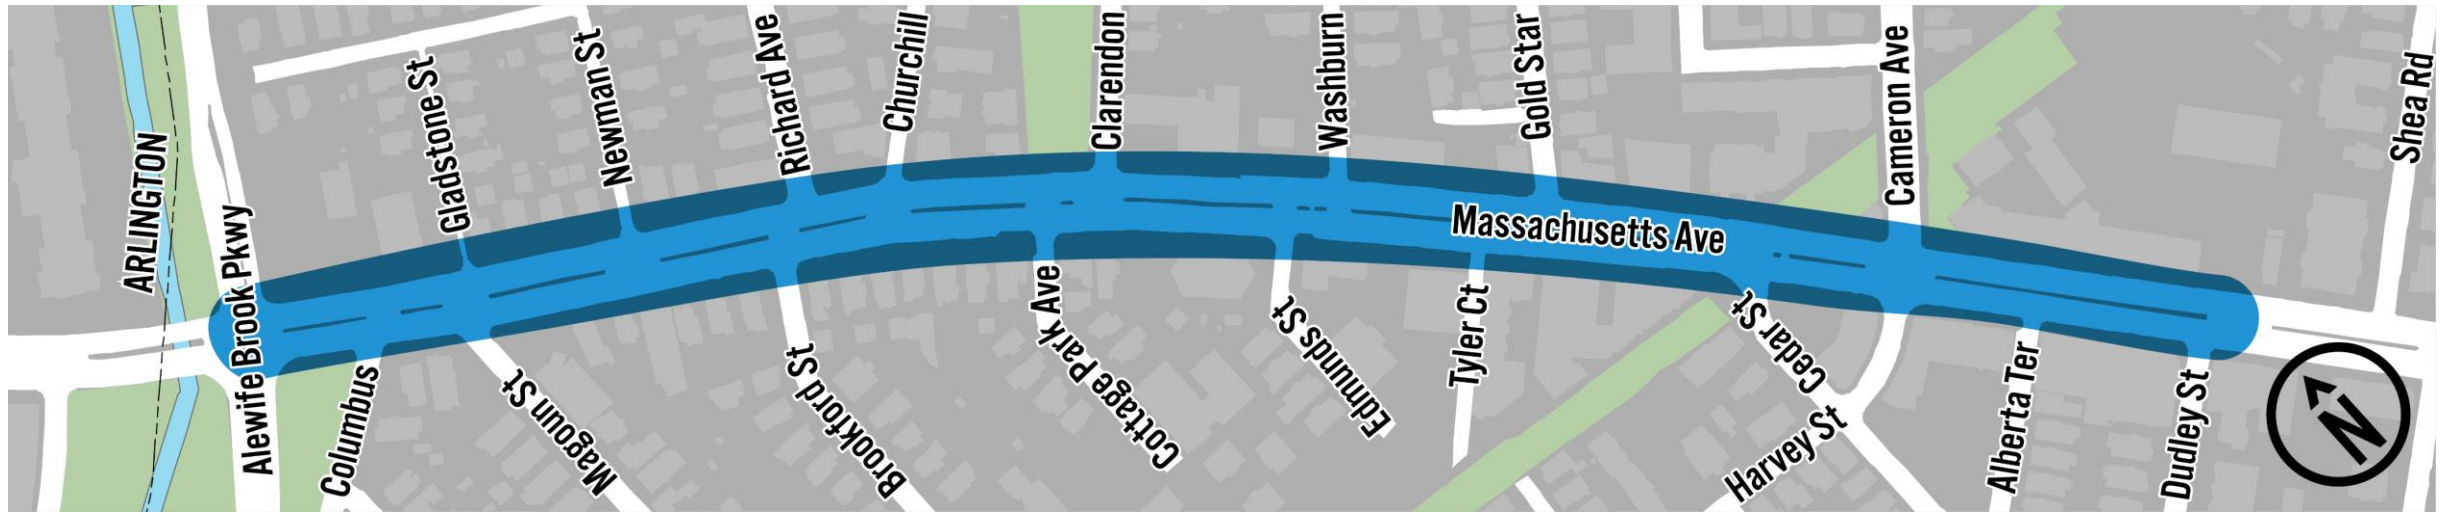 ARLINGTON
Alewife Brook Pkwy
Gladstone St
Newman St
Richard Ave
Churchill
Clarendon
Washburn
Gold Star
Cameron Ave
Shea Rd
Massachusetts Ave
Columbus
Magoun St
Brookford St
Cottage Park Ave
Edmunds St
Tyler Ct
Cedar St
Harvey St
Alberta Ter
Dudley St
N